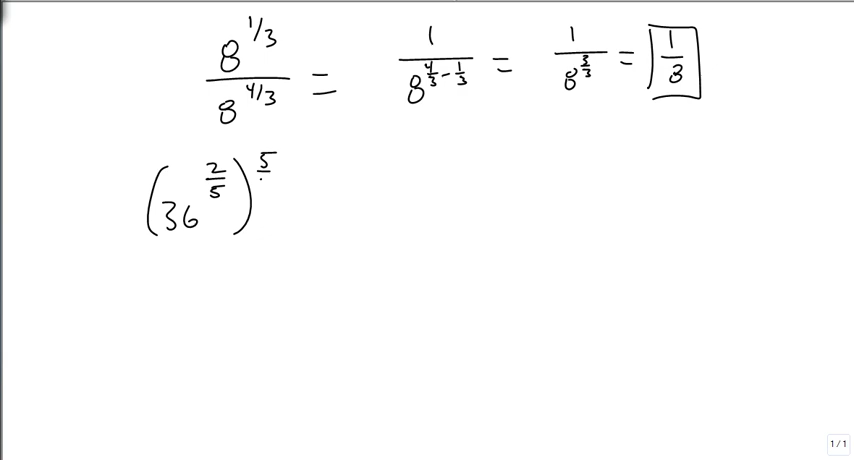 8^{1/3} / 8^{4/3} = 1 / 8^{4/3 - 1/3} = 1 / 8^{3/3} = 1/8
(36^{2/5})^{5/
1 / 1